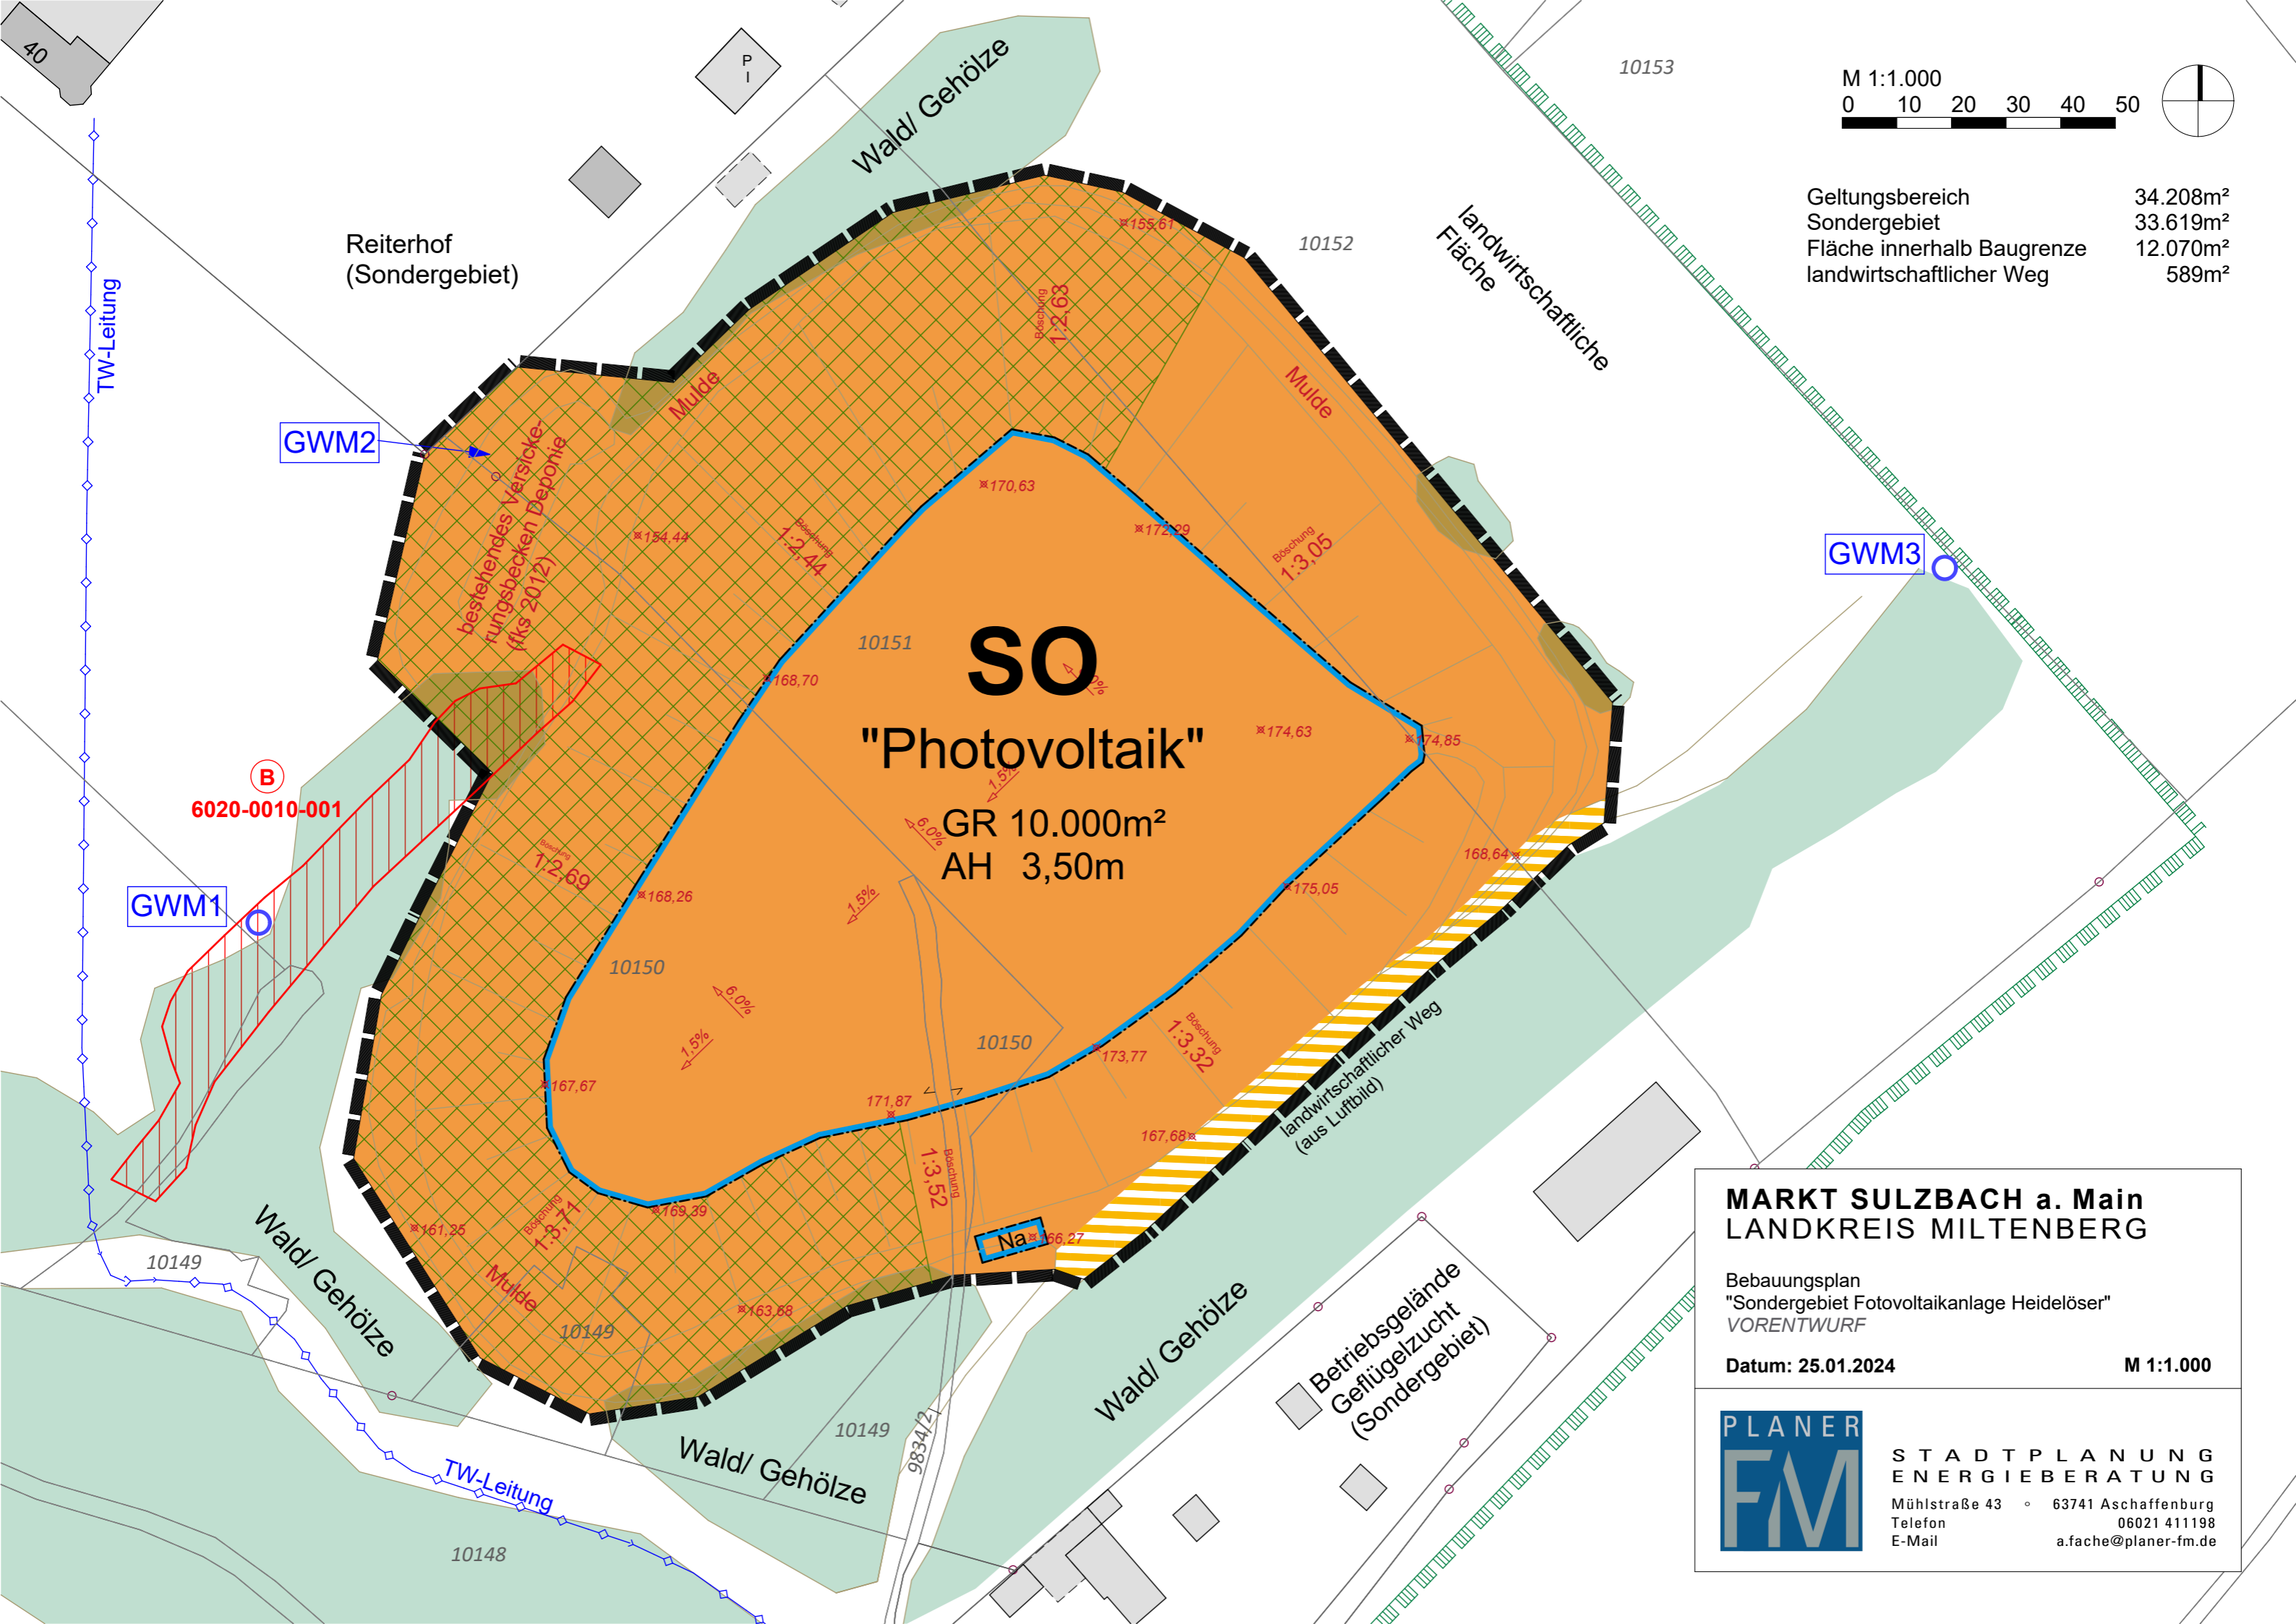 40
P
I
Wald/ Gehölze
10153
M 1:1.000
0 10 20 30 40 50
Geltungsbereich 34.208m²
Sondergebiet 33.619m²
Fläche innerhalb Baugrenze 12.070m²
landwirtschaftlicher Weg 589m²
Reiterhof
(Sondergebiet)
TW-Leitung
10152
landwirtschaftliche
Fläche
155,61
Böschung
1:2,63
Mulde
Mulde
GWM2
bestehendes Versicke-
rungsbecken Deponie
(fks 2012)
154,44
Böschung
1:2,44
170,63
172,29
Böschung
1:3,05
GWM3
10151
SO
"Photovoltaik"
GR 10.000m²
AH 3,50m
168,70
174,63
174,85
1,5%
6,0%
B
6020-0010-001
GWM1
Böschung
1:2,69
168,26
1,5%
168,64
175,05
10150
6,0%
1,5%
10150
173,77
Böschung
1:3,32
landwirtschaftlicher Weg
(aus Luftbild)
167,67
171,87
167,68
Böschung
1:3,52
169,39
Böschung
1:3,71
161,25
Na
166,27
Mulde
163,68
10149
10149
10149
Wald/ Gehölze
Wald/ Gehölze
Wald/ Gehölze
9834/2
TW-Leitung
10148
Betriebsgelände
Geflügelzucht
(Sondergebiet)
MARKT SULZBACH a. Main
LANDKREIS MILTENBERG
Bebauungsplan
"Sondergebiet Fotovoltaikanlage Heidelöser"
VORENTWURF
Datum: 25.01.2024 M 1:1.000
PLANER
FM
STADTPLANUNG
ENERGIEBERATUNG
Mühlstraße 43 ° 63741 Aschaffenburg
Telefon 06021 411198
E-Mail a.fache@planer-fm.de